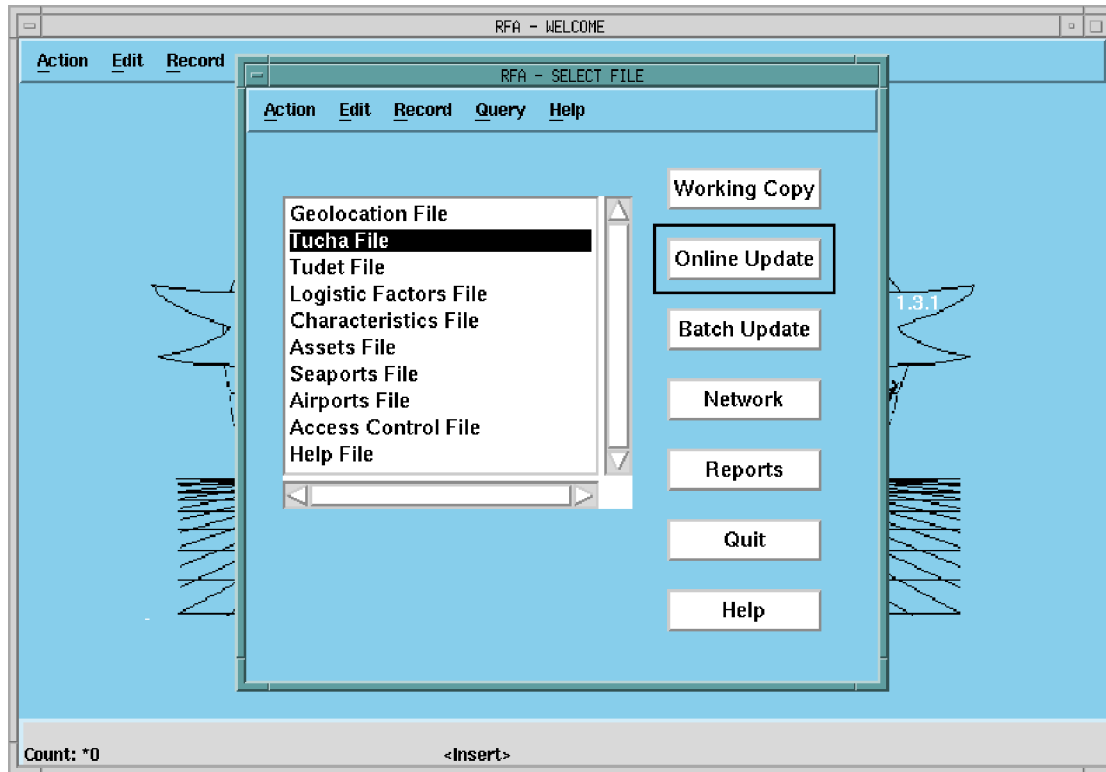 RFA - WELCOME
Action Edit Record
RFA - SELECT FILE
Action Edit Record Query Help
Geolocation File
Tucha File
Tudet File
Logistic Factors File
Characteristics File
Assets File
Seaports File
Airports File
Access Control File
Help File
Working Copy
Online Update
Batch Update
Network
Reports
Quit
Help
1.3.1
Count: *0 <Insert>